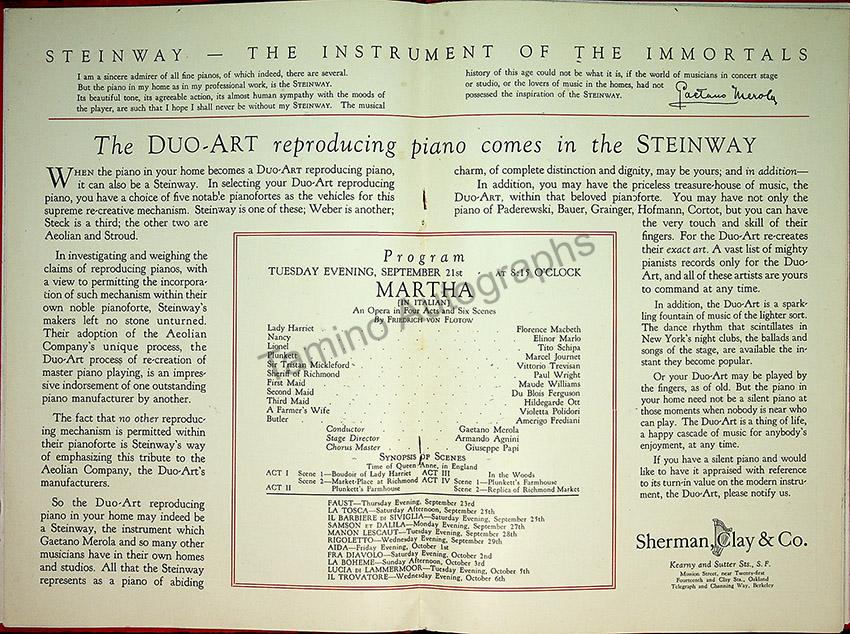 STEINWAY — THE INSTRUMENT OF THE IMMORTALS
I am a sincere admirer of all fine pianos, of which indeed, there are several.
But the piano in my home as in my professional work, is the STEINWAY.
Its beautiful tone, its agreeable action, its almost human sympathy with the moods of
the player, are such that I hope I shall never be without my STEINWAY. The musical
history of this age could not be what it is, if the world of musicians in concert stage
or studio, or the lovers of music in the homes, had not
possessed the inspiration of the STEINWAY.
Gaetano Merola
The DUO-ART reproducing piano comes in the STEINWAY
WHEN the piano in your home becomes a DUO-ART reproducing piano,
it can also be a Steinway. In selecting your Duo-Art reproducing
piano, you have a choice of five notable pianofortes as the vehicles for this
supreme re-creative mechanism. Steinway is one of these; Weber is another;
Steck is a third; the other two are
Aeolian and Stroud.
In investigating and weighing the
claims of reproducing pianos, with
a view to permitting the incorpora-
tion of such mechanism within their
own noble pianoforte, Steinway's
makers left no stone unturned.
Their adoption of the Aeolian
Company's unique process, the
Duo-Art process of re-creation of
master piano playing, is an impres-
sive indorsement of one outstanding
piano manufacturer by another.
The fact that no other reproduc-
ing mechanism is permitted within
their pianoforte is Steinway's way
of emphasizing this tribute to the
Aeolian Company, the Duo-Art's
manufacturers.
So the Duo-Art reproducing
piano in your home may indeed be
a Steinway, the instrument which
Gaetano Merola and so many other
musicians have in their own homes
and studios. All that the Steinway
represents as a piano of abiding
charm, of complete distinction and dignity, may be yours; and in addition—
In addition, you may have the priceless treasure-house of music, the
DUO-ART, within that beloved pianoforte. You may have not only the
piano of Paderewski, Bauer, Grainger, Hofmann, Cortot, but you can have
the very touch and skill of their
fingers. For the Duo-Art re-creates
their exact art. A vast list of mighty
pianists records only for the Duo-
Art, and all of these artists are yours
to command at any time.
In addition, the Duo-Art is a spark-
ling fountain of music of the lighter sort.
The dance rhythm that scintillates in
New York's night clubs, the ballads and
songs of the stage, are available the in-
stant they become popular.
Or your Duo-Art may be played by
the fingers, as of old. But the piano in
your home need not be a silent piano at
those moments when nobody is near who
can play. The Duo-Art is a thing of life,
a happy cascade of music for anybody's
enjoyment, at any time.
If you have a silent piano and would
like to have it appraised with reference
to its turn-in value on the modern instru-
ment, the Duo-Art, please notify us.
Sherman, Clay & Co.
Kearny and Sutter Sts., S. F.
Mission Street, near Twenty-first
Fourteenth and Clay Sts., Oakland
Telegraph and Channing Way, Berkeley
Program
TUESDAY EVENING, SEPTEMBER 21st · AT 8:15 O'CLOCK
MARTHA
[IN ITALIAN]
An Opera in Four Acts and Six Scenes
By FRIEDRICH VON FLOTOW
Lady Harriet Florence Macbeth
Nancy Elinor Marlo
Lionel Tito Schipa
Plunkett Marcel Journet
Sir Tristan Mickleford Vittorio Trevisan
Sheriff of Richmond Paul Wright
First Maid Maude Williams
Second Maid Du Blois Ferguson
Third Maid Hildegarde Ott
A Farmer's Wife Violetta Polidori
Butler Amerigo Frediani
Conductor Gaetano Merola
Stage Director Armando Agnini
Chorus Master Giuseppe Papi
SYNOPSIS OF SCENES
Time of Queen Anne, in England
ACT I Scene 1—Boudoir of Lady Harriet ACT III In the Woods
Scene 2—Market-Place at Richmond ACT IV Scene 1—Plunkett's Farmhouse
ACT II Plunkett's Farmhouse Scene 2—Replica of Richmond Market
FAUST—Thursday Evening, September 23rd
LA TOSCA—Saturday Afternoon, September 25th
IL BARBIERE DI SIVIGLIA—Saturday Evening, September 25th
SAMSON ET DALILA—Monday Evening, September 27th
MANON LESCAUT—Tuesday Evening, September 28th
RIGOLETTO—Wednesday Evening, September 29th
AIDA—Friday Evening, October 1st
FRA DIAVOLO—Saturday Evening, October 2nd
LA BOHEME—Sunday Afternoon, October 3rd
LUCIA DI LAMMERMOOR—Tuesday Evening, October 5th
IL TROVATORE—Wednesday Evening, October 6th
Tamino Autographs